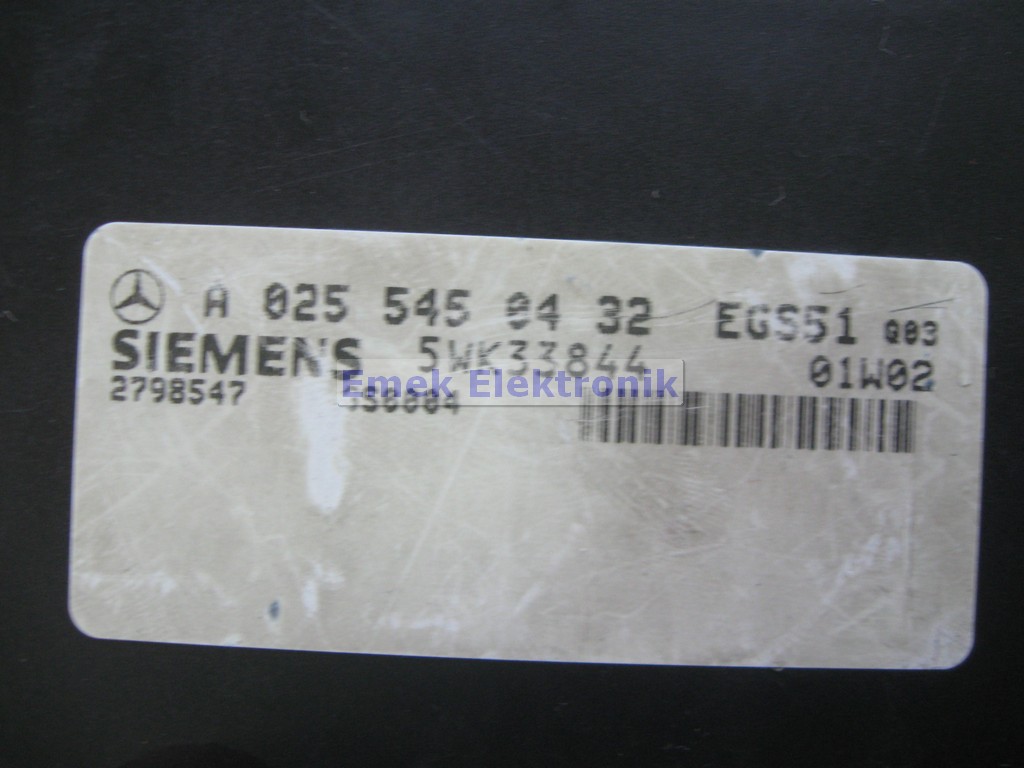 A 025 545 04 32 EGS51 Q03
SIEMENS 5WK33844 01W02
Emek Elektronik
2798547